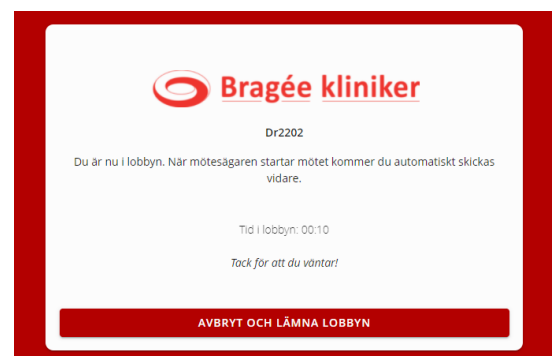 Bragée kliniker
Dr2202
Du är nu i lobbyn. När mötesägaren startar mötet kommer du automatiskt skickas
vidare.
Tid i lobbyn: 00:10
Tack för att du väntar!
AVBRYT OCH LÄMNA LOBBYN